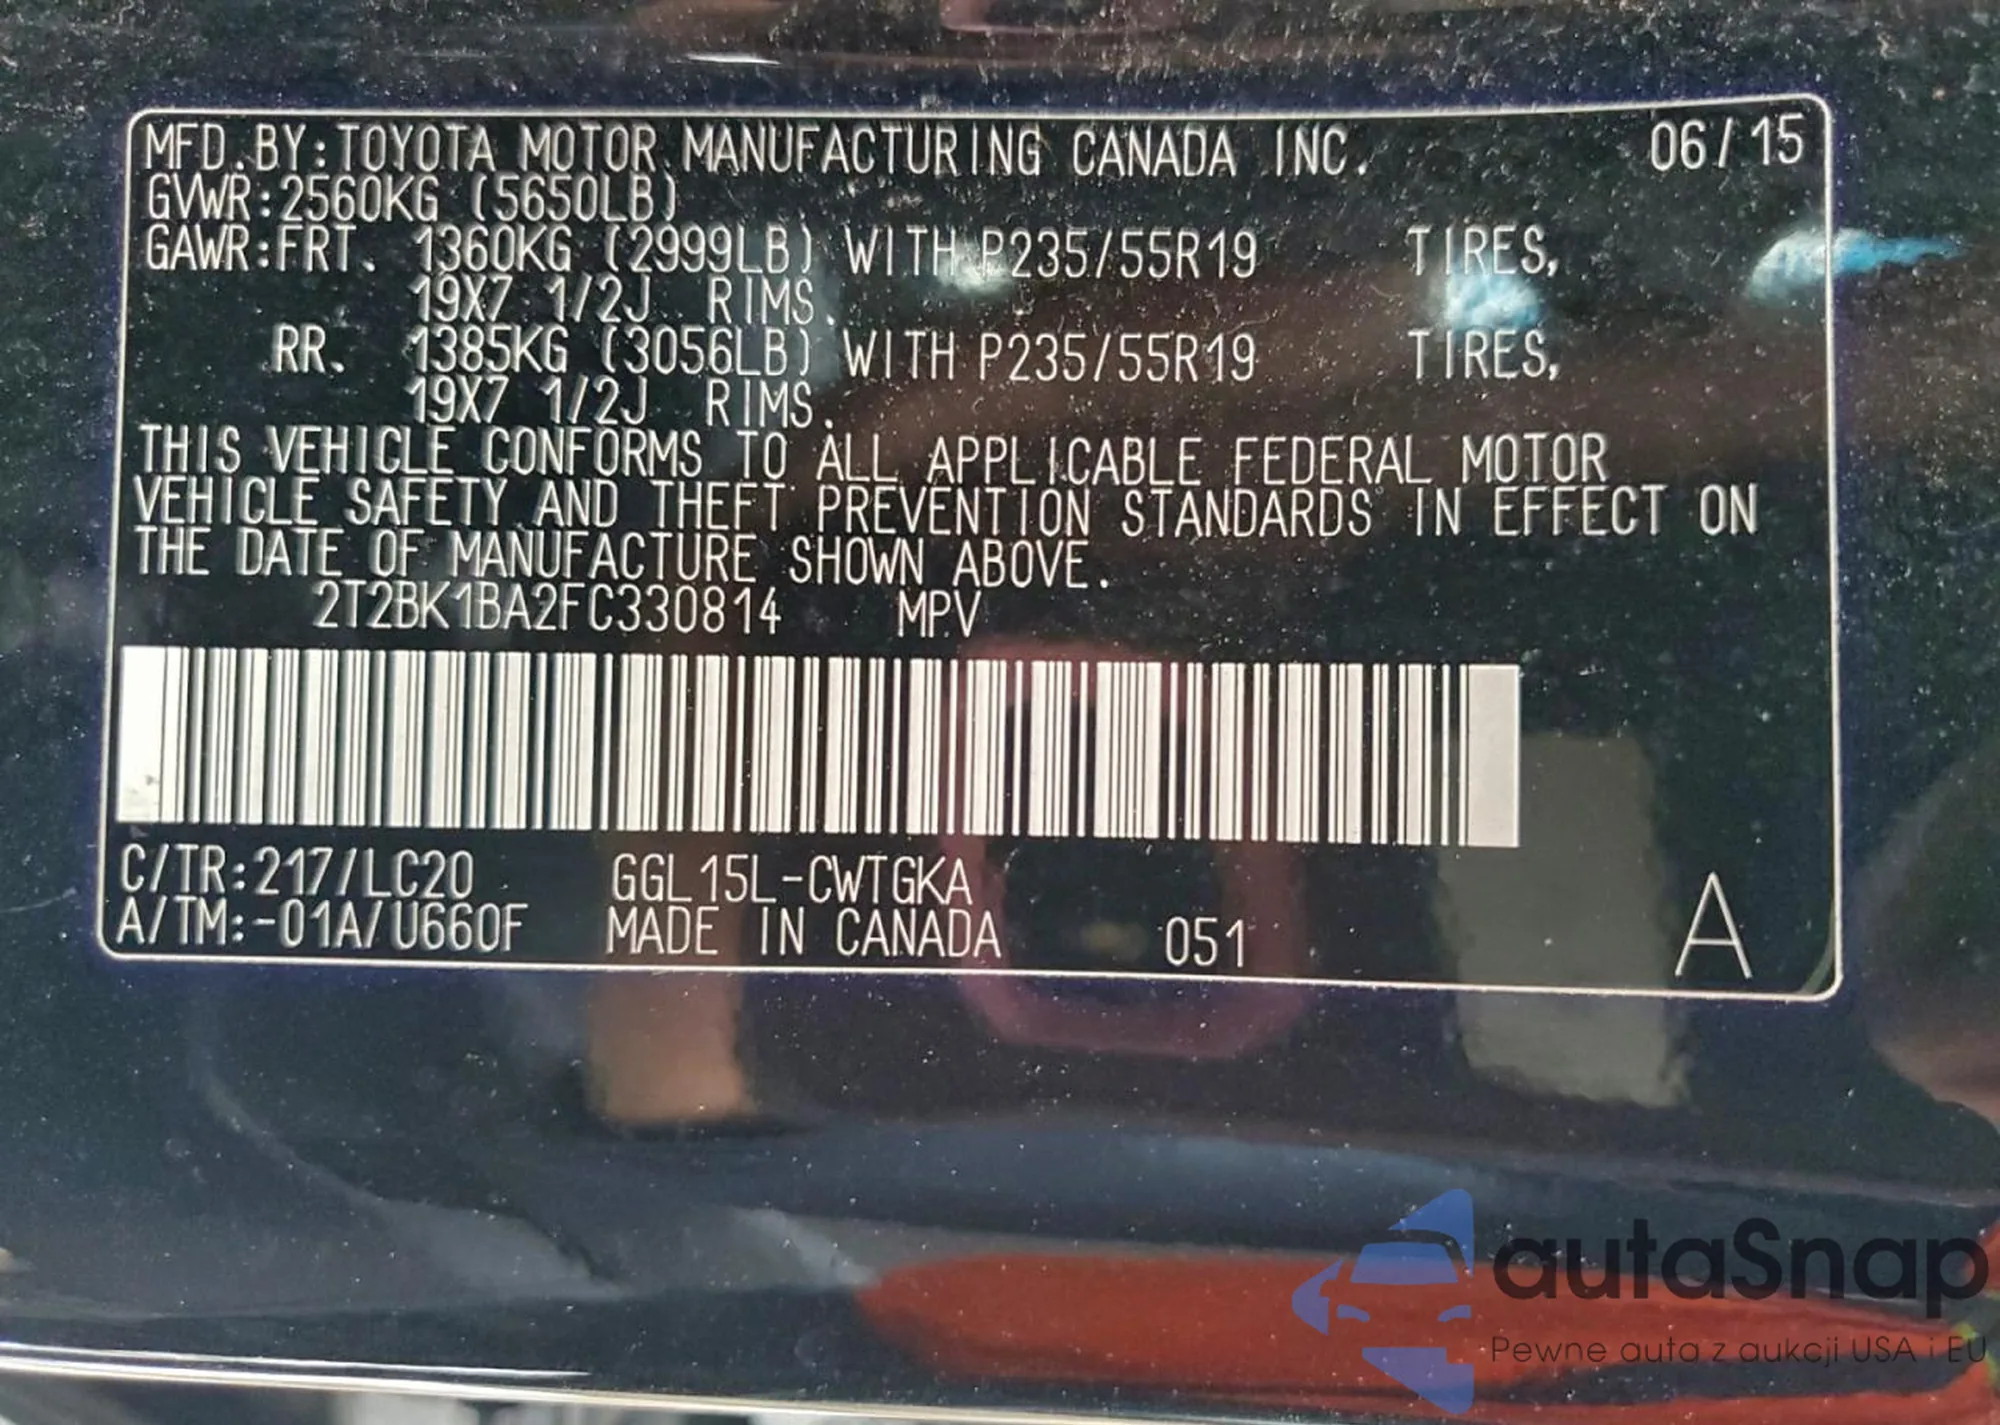 MFD. BY: TOYOTA MOTOR MANUFACTURING CANADA INC. 06/15
GVWR: 2560KG (5650LB)
GAWR: FRT. 1360KG (2999LB) WITH P235/55R19 TIRES,
19X7 1/2J RIMS.
RR. 1385KG (3056LB) WITH P235/55R19 TIRES,
19X7 1/2J RIMS.
THIS VEHICLE CONFORMS TO ALL APPLICABLE FEDERAL MOTOR
VEHICLE SAFETY AND THEFT PREVENTION STANDARDS IN EFFECT ON
THE DATE OF MANUFACTURE SHOWN ABOVE.
2T2BK1BA2FC330814 MPV
C/TR: 217/LC20 GGL15L-CWTGKA
A/TM: -01A/U660F MADE IN CANADA 051 A
autaSnap
Pewne auta z aukcji USA i EU